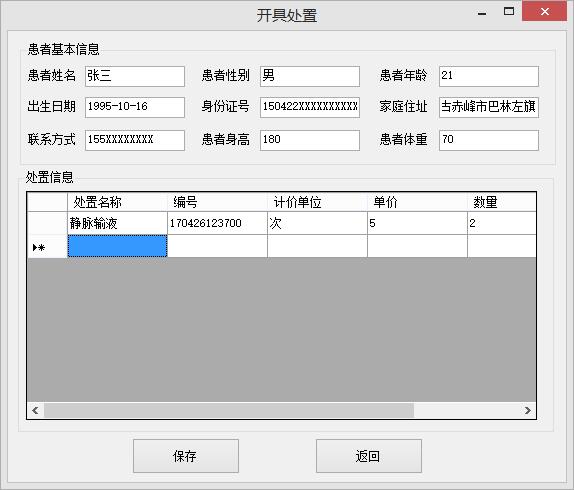 开具处置
患者基本信息
患者姓名 张三 患者性别 男 患者年龄 21
出生日期 1995-10-16 身份证号 150422XXXXXXXXXX 家庭住址 古赤峰市巴林左旗
联系方式 155XXXXXXXX 患者身高 180 患者体重 70
处置信息
处置名称 编号 计价单位 单价 数量
静脉输液 170426123700 次 5 2
保存 返回